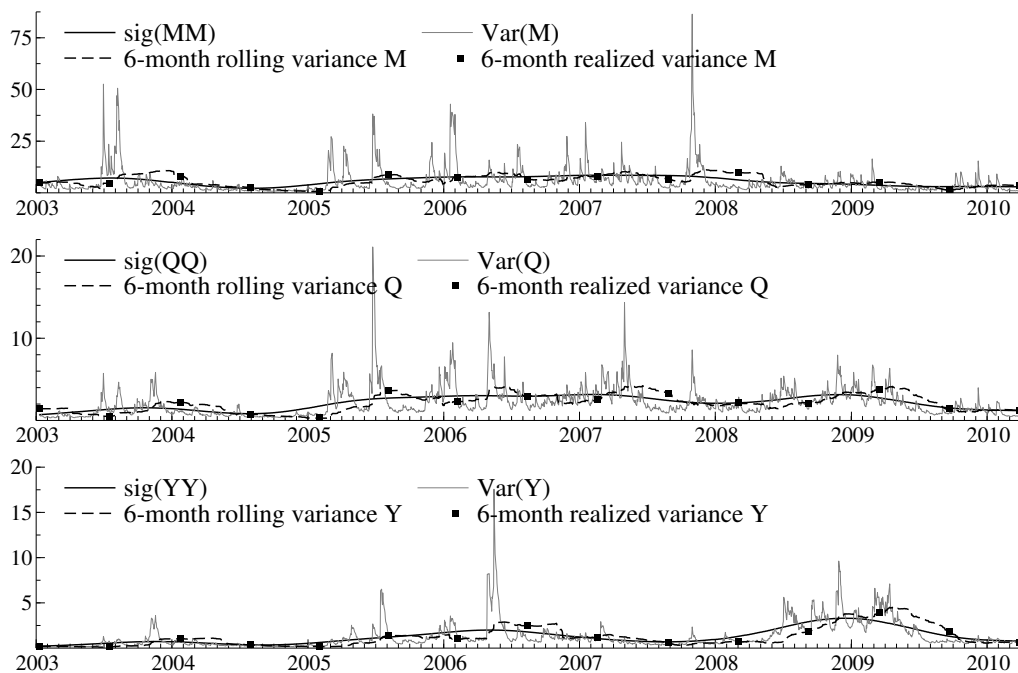 75
50
25
sig(MM)
Var(M)
6-month rolling variance M
6-month realized variance M
2003 2004 2005 2006 2007 2008 2009 2010
20
10
sig(QQ)
Var(Q)
6-month rolling variance Q
6-month realized variance Q
2003 2004 2005 2006 2007 2008 2009 2010
20
15
10
5
sig(YY)
Var(Y)
6-month rolling variance Y
6-month realized variance Y
2003 2004 2005 2006 2007 2008 2009 2010